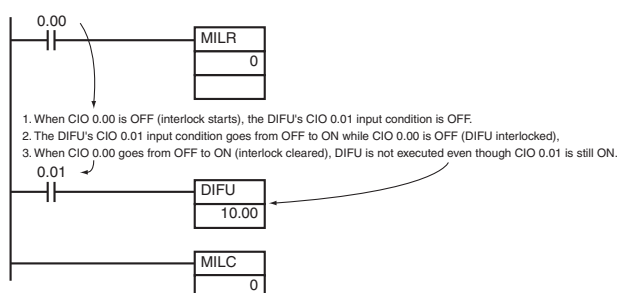 0.00
MILR
0
1. When CIO 0.00 is OFF (interlock starts), the DIFU's CIO 0.01 input condition is OFF.
2. The DIFU's CIO 0.01 input condition goes from OFF to ON while CIO 0.00 is OFF (DIFU interlocked),
3. When CIO 0.00 goes from OFF to ON (interlock cleared), DIFU is not executed even though CIO 0.01 is still ON.
0.01
DIFU
10.00
MILC
0